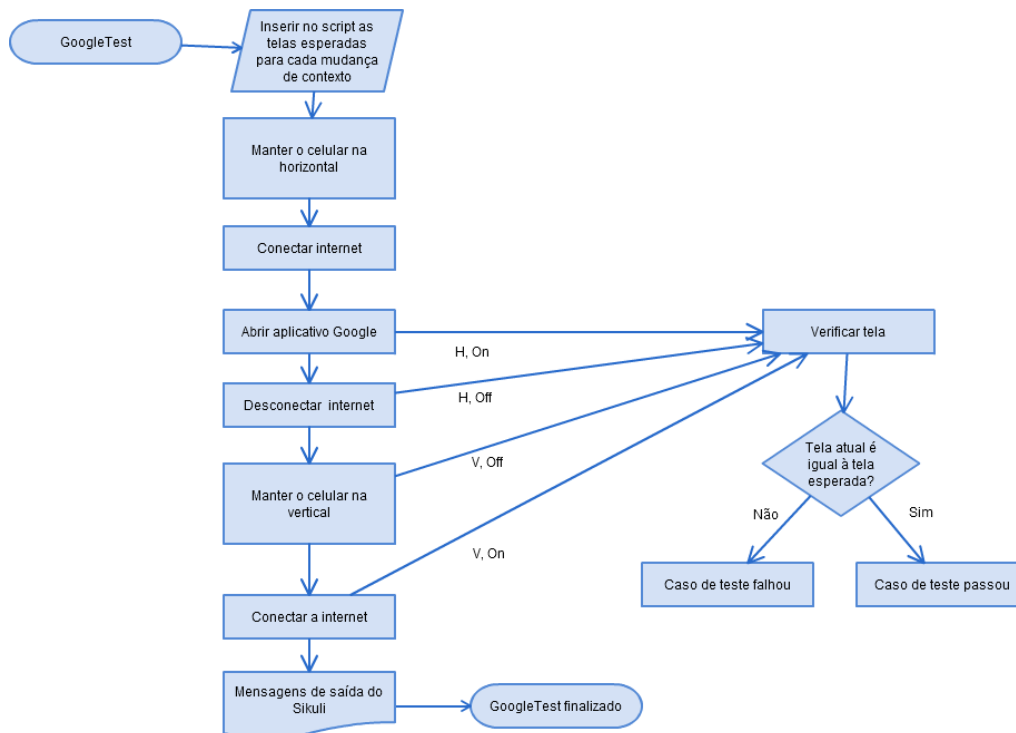 GoogleTest
Inserir no script as
telas esperadas
para cada mudança
de contexto
Manter o celular na
horizontal
Conectar internet
Abrir aplicativo Google
Verificar tela
H, On
Desconectar internet
H, Off
Tela atual é
igual à tela
esperada?
V, Off
Manter o celular na
vertical
Não
Sim
V, On
Caso de teste falhou
Caso de teste passou
Conectar a internet
Mensagens de saída do
Sikuli
GoogleTest finalizado